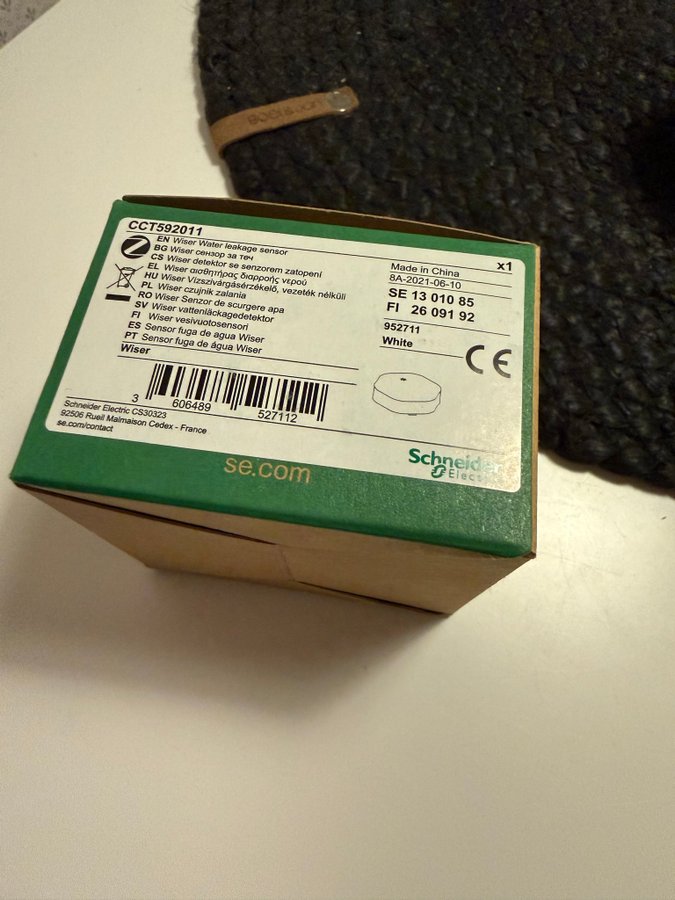 CCT592011
EN Wiser Water leakage sensor
BG Wiser сензор за теч
CS Wiser detektor se senzorem zatopení
EL Wiser αισθητήρας διαρροής νερού
HU Wiser Vízszivárgásérzékelő, vezeték nélküli
PL Wiser czujnik zalania
RO Wiser Senzor de scurgere apa
SV Wiser vattenläckagedetektor
FI Wiser vesivuotosensori
ES Sensor fuga de agua Wiser
PT Sensor fuga de água Wiser
Wiser
3 606489 527112
Schneider Electric CS30323
92506 Rueil Malmaison Cedex - France
se.com/contact
x1
Made in China
8A-2021-06-10
SE 13 010 85
FI 26 091 92
952711
White
CE
Schneider
Elec
se.com